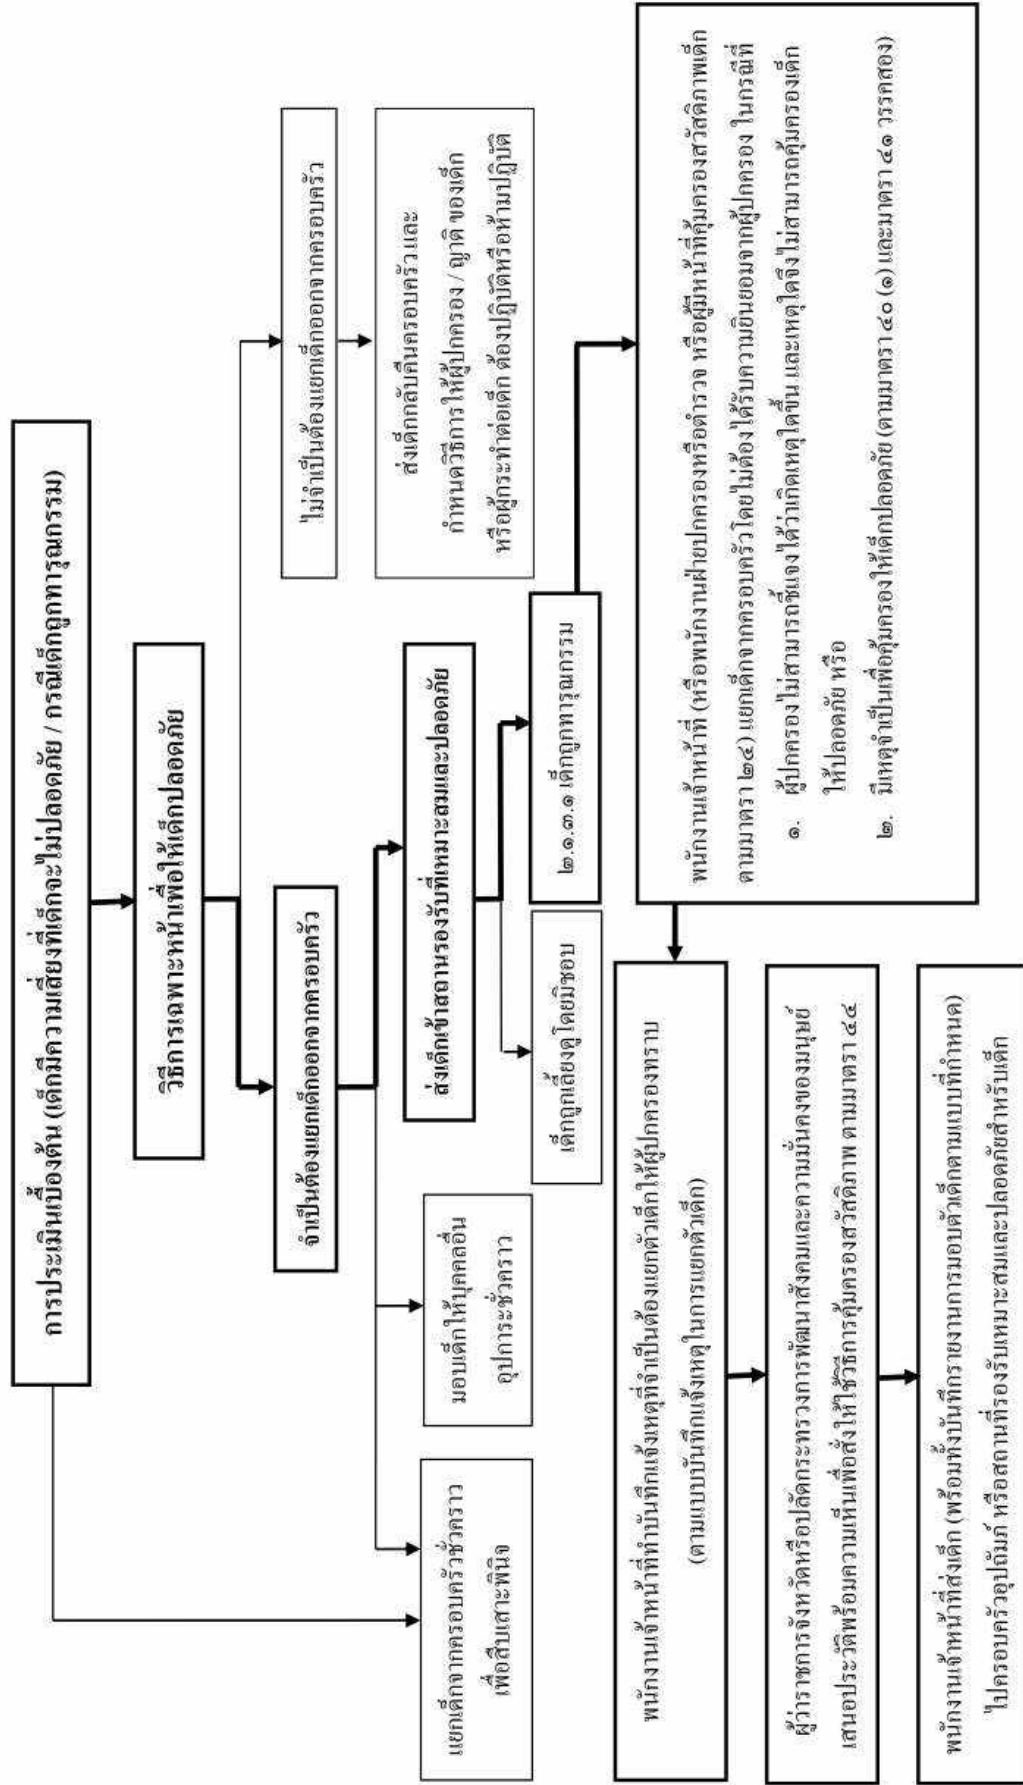 การประเมินเบื้องต้น (เด็กมีความเสี่ยงที่เด็กจะไม่ปลอดภัย / กรณีเด็กถูกทารุณกรรม)
วิธีการเฉพาะหน้าเพื่อให้เด็กปลอดภัย
จำเป็นต้องแยกเด็กออกจากครอบครัว
ไม่จำเป็นต้องแยกเด็กออกจากครอบครัว
แยกเด็กจากครอบครัวชั่วคราว
เพื่อสืบเสาะพินิจ
มอบเด็กให้บุคคลอื่น
อุปการะชั่วคราว
ส่งเด็กเข้าสถานรองรับที่เหมาะสมและปลอดภัย
ส่งเด็กกลับคืนครอบครัว และ
กำหนดวิธีการให้ผู้ปกครอง / ญาติ ของเด็ก
หรือผู้กระทำต่อเด็ก ต้องปฏิบัติหรือห้ามปฏิบัติ
เด็กถูกเลี้ยงดูโดยมิชอบ
๒.๑.๓.๑ เด็กถูกทารุณกรรม
พนักงานเจ้าหน้าที่ (หรือพนักงานฝ่ายปกครองหรือตำรวจ หรือผู้มีหน้าที่คุ้มครองสวัสดิภาพเด็ก
ตามมาตรา ๒๔) แยกเด็กจากครอบครัว โดยไม่ต้องได้รับความยินยอมจากผู้ปกครอง ในกรณีที่
๑. ผู้ปกครองไม่สามารถชี้แจงได้ว่าเกิดเหตุใดขึ้น และเหตุใดจึงไม่สามารถคุ้มครองเด็ก
ให้ปลอดภัย หรือ
๒. มีเหตุจำเป็นเพื่อคุ้มครองให้เด็กปลอดภัย (ตามมาตรา ๔๐ (๑) และมาตรา ๔๑ วรรคสอง)
พนักงานเจ้าหน้าที่ทำบันทึกแจ้งเหตุที่จำเป็นต้องแยกตัวเด็กให้ผู้ปกครองทราบ
(ตามแบบบันทึกแจ้งเหตุในการแยกตัวเด็ก)
ผู้ว่าราชการจังหวัดหรือปลัดกระทรวงการพัฒนาสังคมและความมั่นคงของมนุษย์
เสนอประวัติพร้อมความเห็นเพื่อสั่งให้ใช้วิธีการคุ้มครองสวัสดิภาพ ตามมาตรา ๔๔
พนักงานเจ้าหน้าที่ส่งเด็ก (พร้อมทั้งบันทึกรายงานการมอบตัวเด็กตามแบบที่กำหนด)
ไปครอบครัวอุปถัมภ์ หรือสถานที่รองรับเหมาะสมและปลอดภัยสำหรับเด็ก